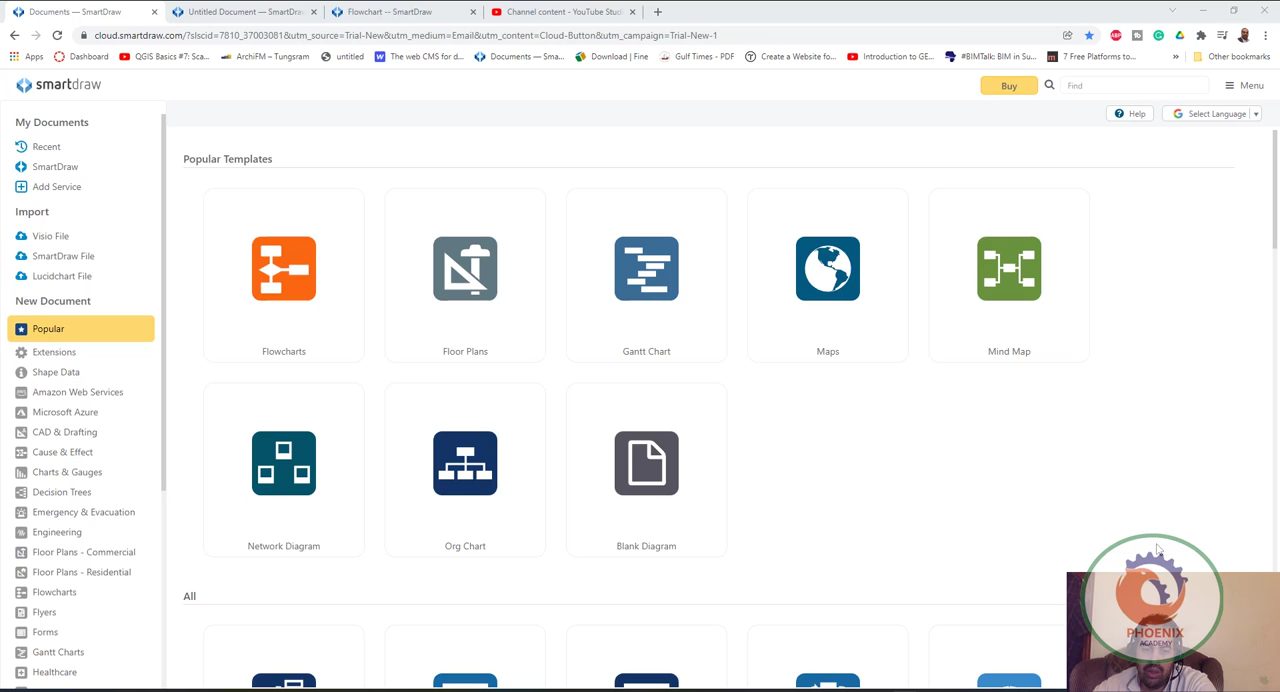 Documents — SmartDraw
Untitled Document — SmartDra
Flowchart -- SmartDraw
Channel content - YouTube Stud
cloud.smartdraw.com/?slscid=7810_37003081&utm_source=Trial-New&utm_medium=Email&utm_content=Cloud-Button&utm_campaign=Trial-New-1
ABP
Apps
Dashboard
QGIS Basics #7: Sca...
ArchiFM – Tungsram
untitled
The web CMS for d...
Documents — Sma...
Download | Fine
Gulf Times - PDF
Create a Website fo...
Introduction to GE...
#BIMTalk: BIM in Su...
7 Free Platforms to...
»
Other bookmarks
smartdraw
Buy
Find
Menu
Help
Select Language
My Documents
Recent
SmartDraw
Add Service
Import
Visio File
SmartDraw File
Lucidchart File
New Document
Popular
Extensions
Shape Data
Amazon Web Services
Microsoft Azure
CAD & Drafting
Cause & Effect
Charts & Gauges
Decision Trees
Emergency & Evacuation
Engineering
Floor Plans - Commercial
Floor Plans - Residential
Flowcharts
Flyers
Forms
Gantt Charts
Healthcare
Popular Templates
Flowcharts
Floor Plans
Gantt Chart
Maps
Mind Map
Network Diagram
Org Chart
Blank Diagram
All
PHOENIX
ACADEMY